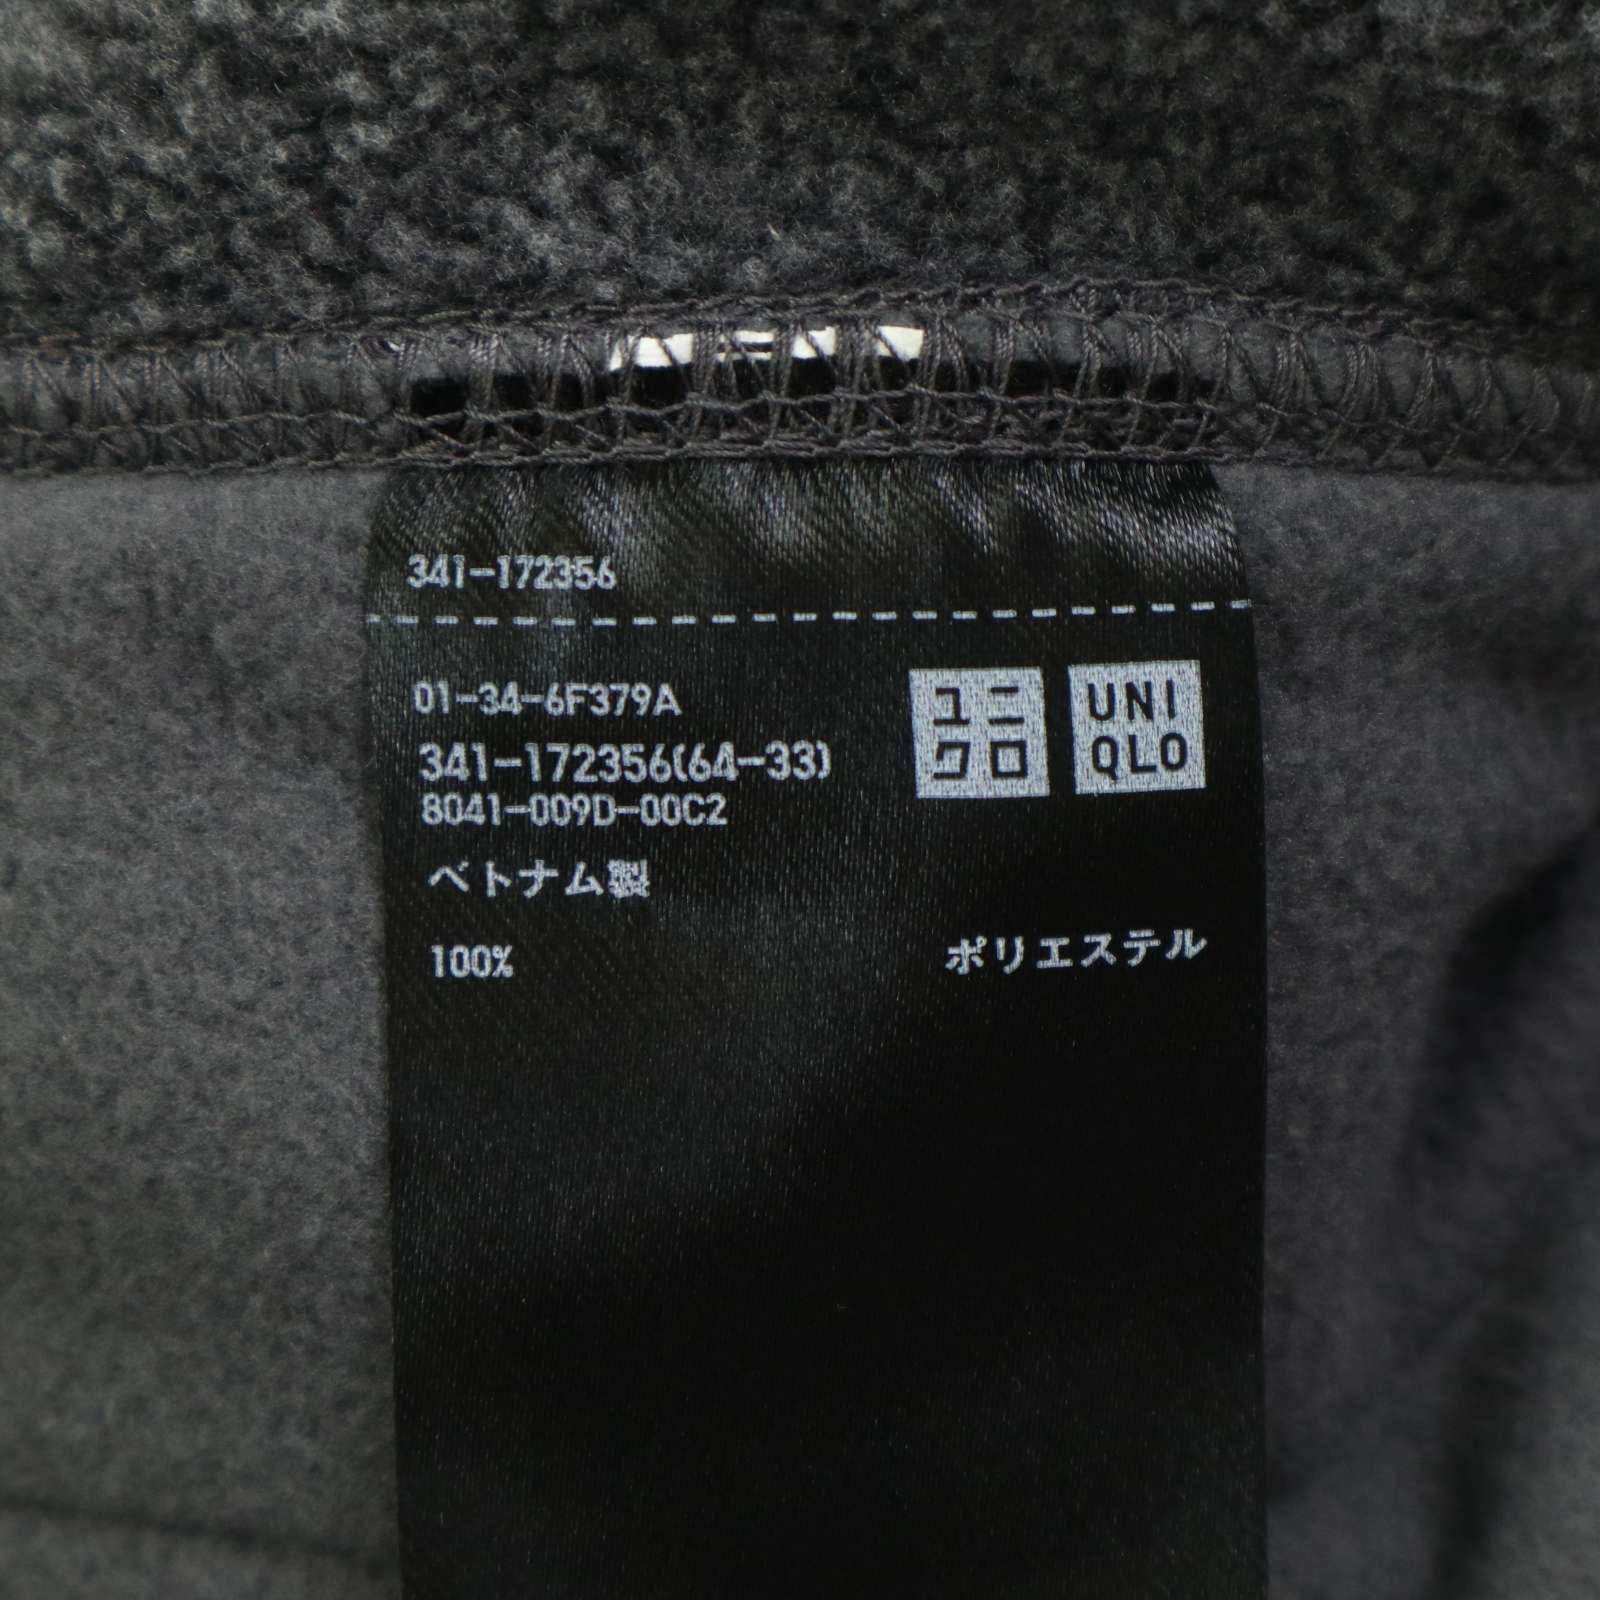 341-172356
01-34-6F379A
341-172356(64-33)
8041-009D-00C2
ユニ
クロ
UNI
QLO
ベトナム製
100% ポリエステル